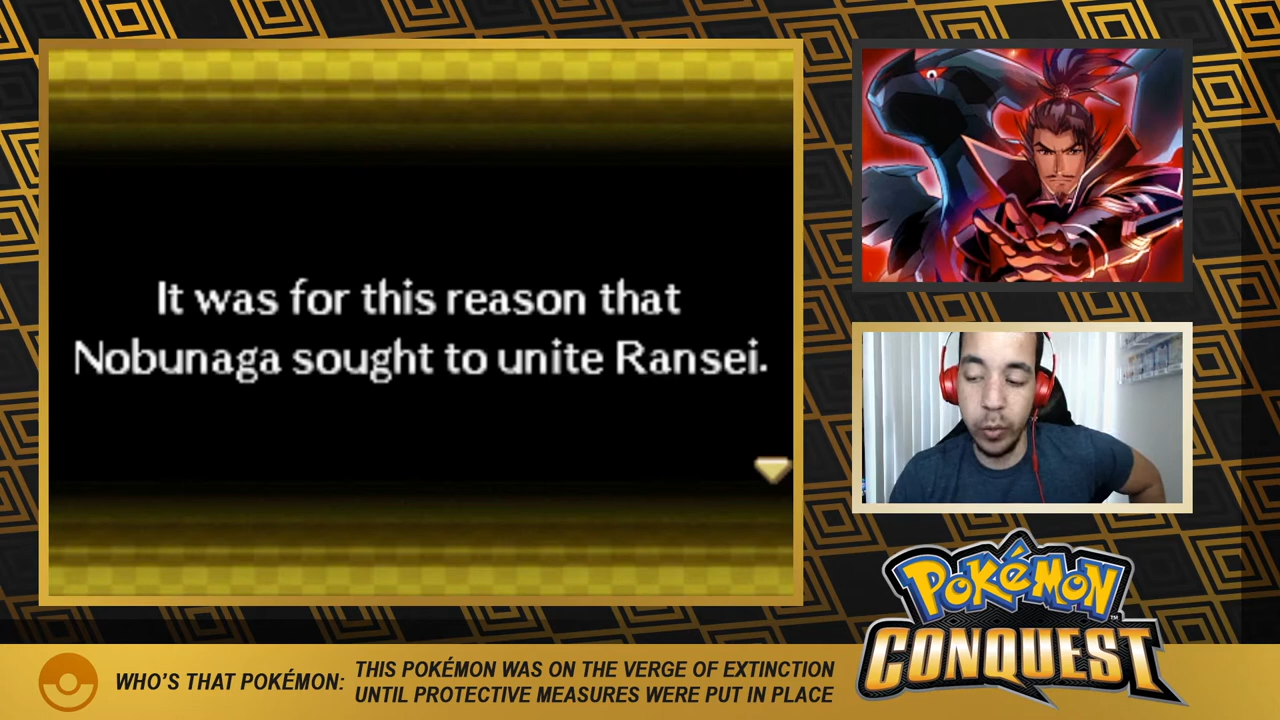 It was for this reason that
Nobunaga sought to unite Ransei.
POKéMON
CONQUEST
TM
WHO'S THAT POKÉMON:
THIS POKÉMON WAS ON THE VERGE OF EXTINCTION
UNTIL PROTECTIVE MEASURES WERE PUT IN PLACE